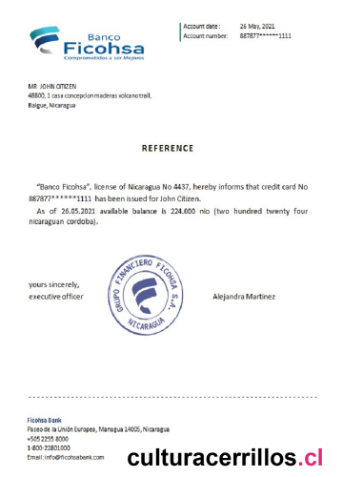 Banco
Ficohsa
Comprometidos a ser Mejores
Account date : 26 May, 2021
Account number: 887877******1111
MR JOHN CITIZEN
48800, 1 casa concepcion maderas volcano trail,
Balgue, Nicaragua
REFERENCE
"Banco Ficohsa", license of Nicaragua No 4437, hereby informs that credit card No
887877******1111 has been issued for John Citizen.
As of 26.05.2021 available balance is 224.000 nio (two hundred twenty four
nicaraguan cordoba).
yours sincerely,
executive officer
GRUPO FINANCIERO FICOHSA S.A.
NICARAGUA
Alejandra Martinez
Ficohsa Bank
Paseo de la Unión Europea, Managua 14005, Nicaragua
+505 2255 8000
1-800-22801000
Email: info@ficohsabank.com
culturacerrillos.cl